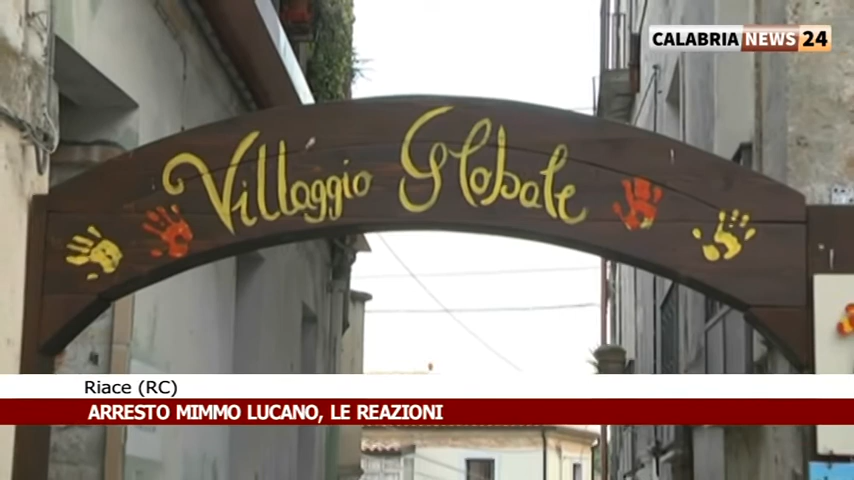 CALABRIA NEWS 24
Villaggio Globale
Riace (RC)
ARRESTO MIMMO LUCANO, LE REAZIONI